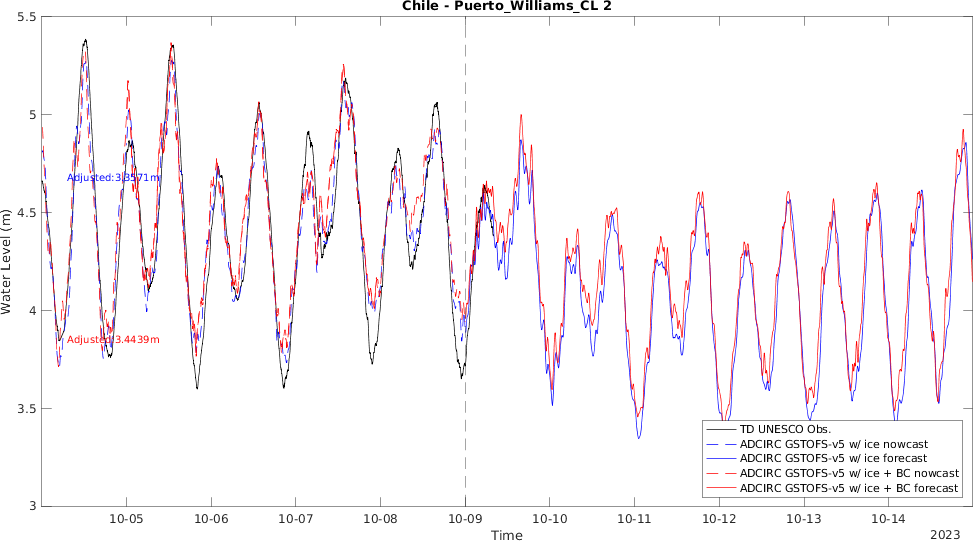 Chile - Puerto_Williams_CL 2
5.5
5
4.5
4
3.5
3
Water Level (m)
Adjusted:3.3571m
Adjusted:3.4439m
TD UNESCO Obs.
ADCIRC GSTOFS-v5 w/ ice nowcast
ADCIRC GSTOFS-v5 w/ ice forecast
ADCIRC GSTOFS-v5 w/ ice + BC nowcast
ADCIRC GSTOFS-v5 w/ ice + BC forecast
10-05 10-06 10-07 10-08 10-09 10-10 10-11 10-12 10-13 10-14
Time
2023